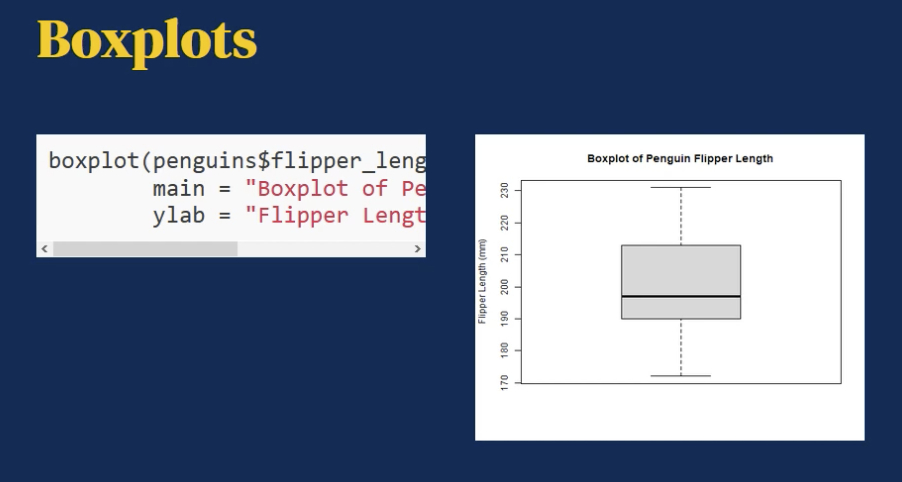 Boxplots
boxplot(penguins$flipper_leng
main = "Boxplot of Pe
ylab = "Flipper Lengt
Boxplot of Penguin Flipper Length
Flipper Length (mm)
230
220
210
200
190
180
170